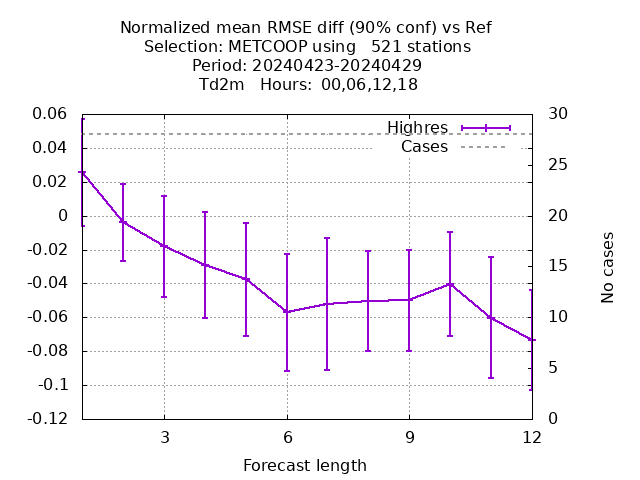 Normalized mean RMSE diff (90% conf) vs Ref
Selection: METCOOP using   521 stations
Period: 20240423-20240429
Td2m   Hours:  00,06,12,18
0.06
0.04
0.02
0
-0.02
-0.04
-0.06
-0.08
-0.1
-0.12
Highres
Cases
30
25
20
15
10
5
0
No cases
3
6
9
12
Forecast length